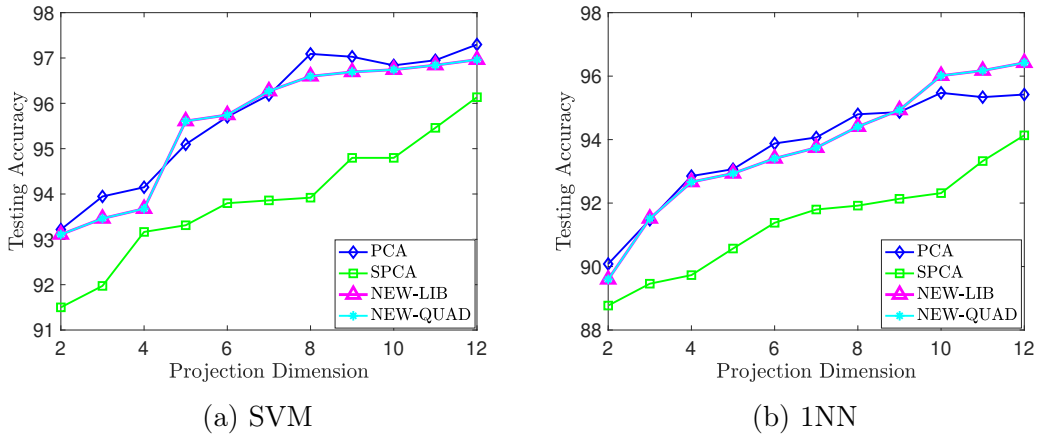 98
97
96
95
94
93
92
91
Testing Accuracy
2
4
6
8
10
12
Projection Dimension
PCA
SPCA
NEW-LIB
NEW-QUAD
(a) SVM
98
96
94
92
90
88
Testing Accuracy
2
4
6
8
10
12
Projection Dimension
PCA
SPCA
NEW-LIB
NEW-QUAD
(b) 1NN